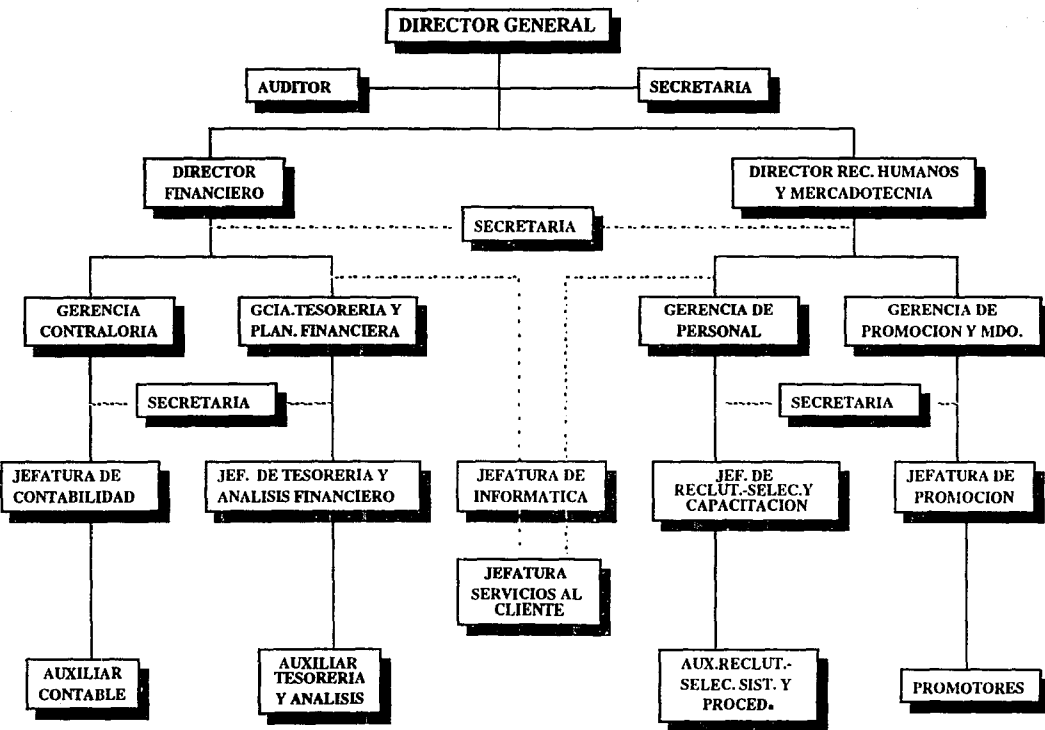 DIRECTOR GENERAL
AUDITOR
SECRETARIA
DIRECTOR
FINANCIERO
DIRECTOR REC. HUMANOS
Y MERCADOTECNIA
SECRETARIA
GERENCIA
CONTRALORIA
GCIA.TESORERIA Y
PLAN. FINANCIERA
GERENCIA DE
PERSONAL
GERENCIA DE
PROMOCION Y MDO.
SECRETARIA
SECRETARIA
JEFATURA DE
CONTABILIDAD
JEF. DE TESORERIA Y
ANALISIS FINANCIERO
JEFATURA DE
INFORMATICA
JEF. DE
RECLUT.-SELEC.Y
CAPACITACION
JEFATURA DE
PROMOCION
JEFATURA
SERVICIOS AL
CLIENTE
AUXILIAR
CONTABLE
AUXILIAR
TESORERIA
Y ANALISIS
AUX.RECLUT.-
SELEC. SIST. Y
PROCED.
PROMOTORES